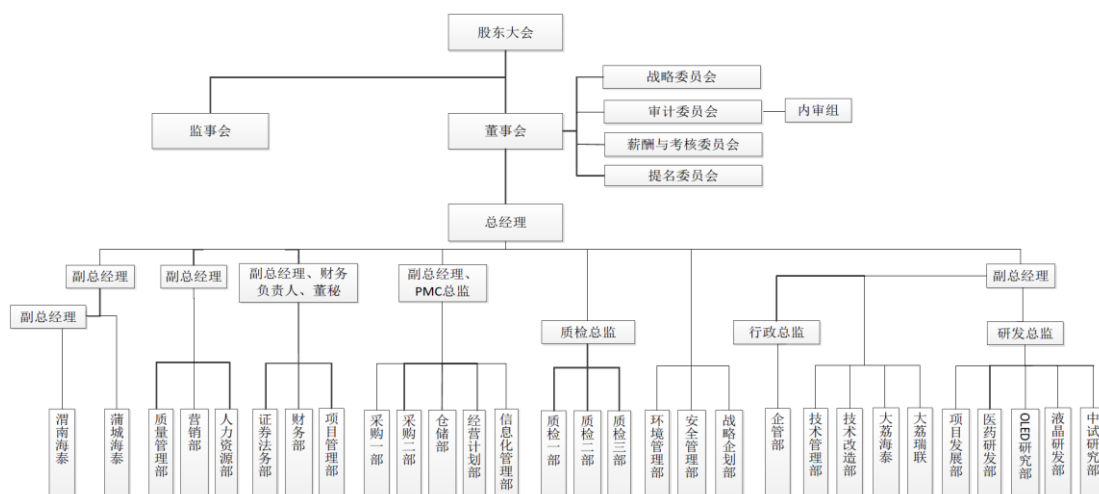 股东大会
战略委员会
审计委员会
内审组
监事会
董事会
薪酬与考核委员会
提名委员会
总经理
副总经理
副总经理
副总经理、财务
负责人、董秘
副总经理、
PMC总监
副总经理
副总经理
质检总监
行政总监
研发总监
渭南海泰
蒲城海泰
质量管理部
营销部
人力资源部
证券法务部
财务部
项目管理部
采购一部
采购二部
仓储部
经营计划部
信息化管理部
质检一部
质检二部
质检三部
环境管理部
安全管理部
战略企划部
企管部
技术管理部
技术改造部
大荔海泰
大荔瑞联
项目发展部
医药研发部
OLED研究部
液晶研发部
中试研究部